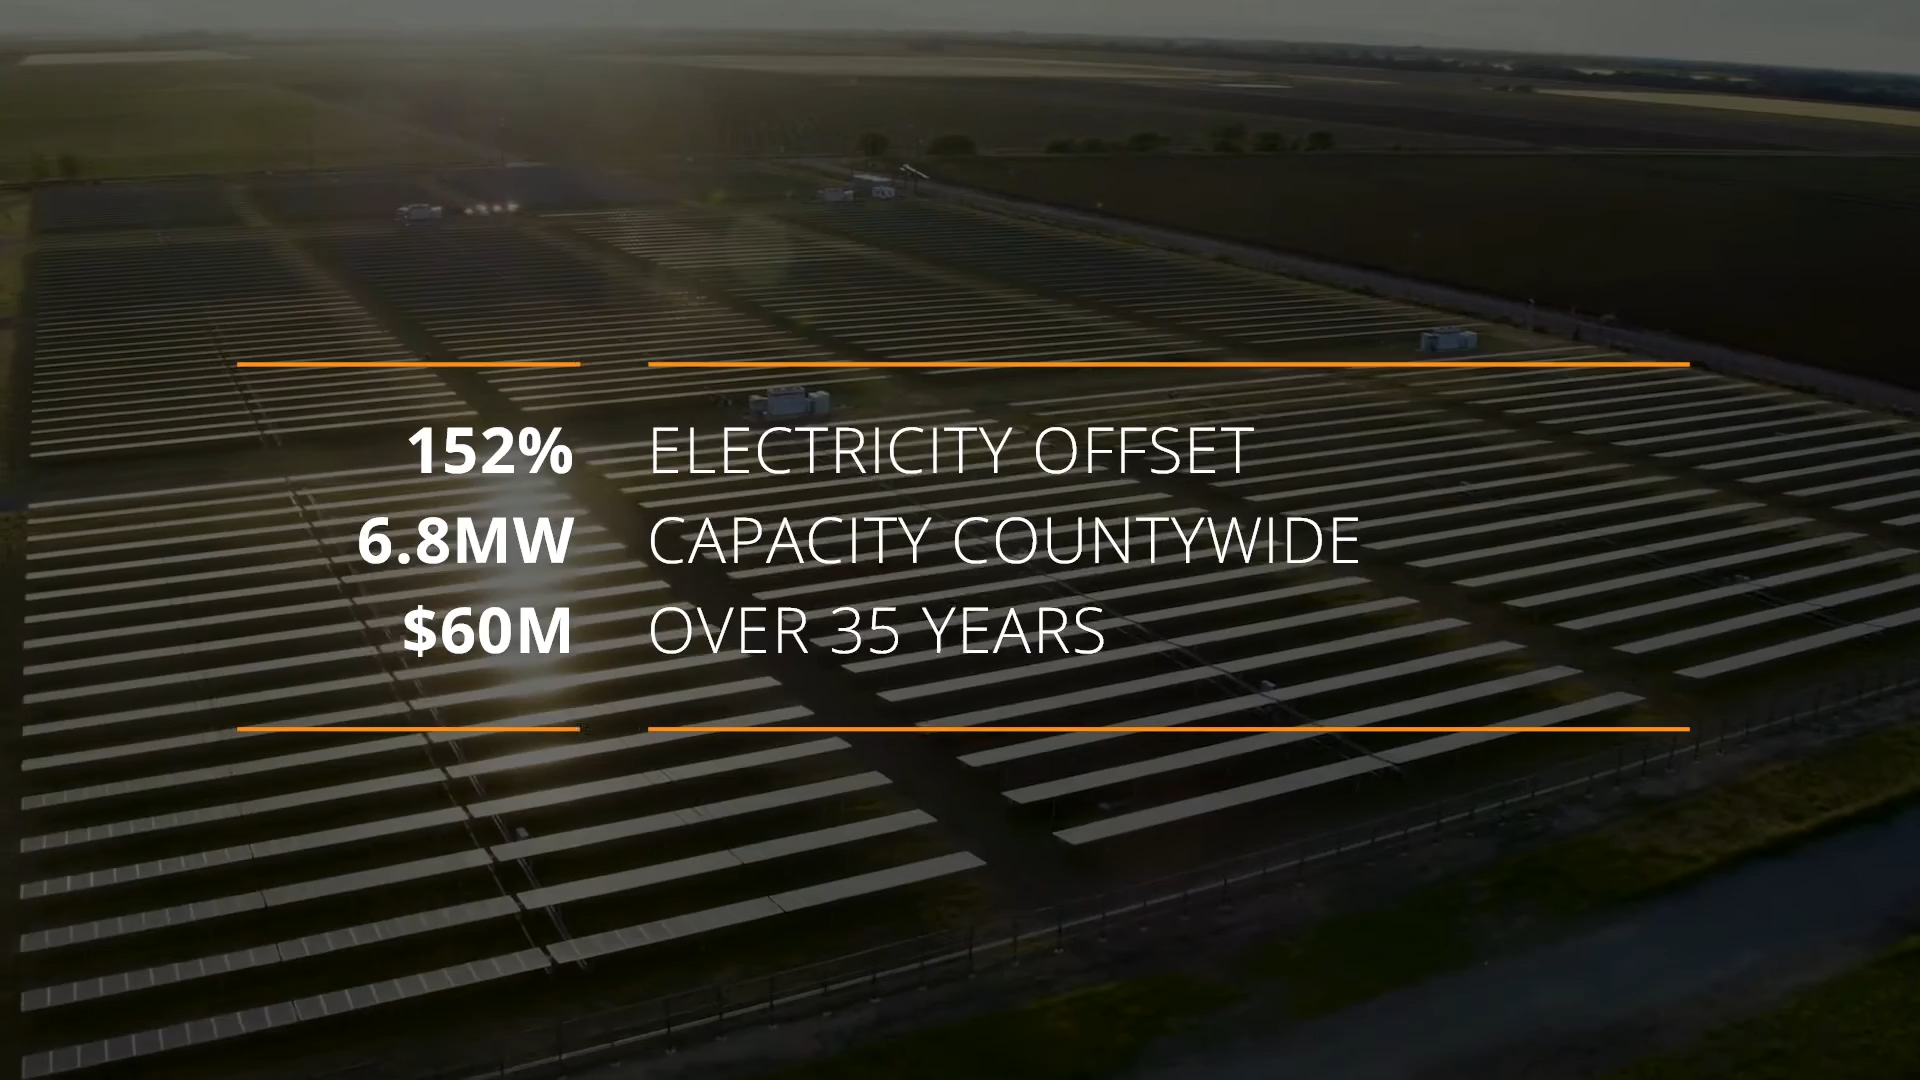 152% ELECTRICITY OFFSET
6.8MW CAPACITY COUNTYWIDE
$60M OVER 35 YEARS